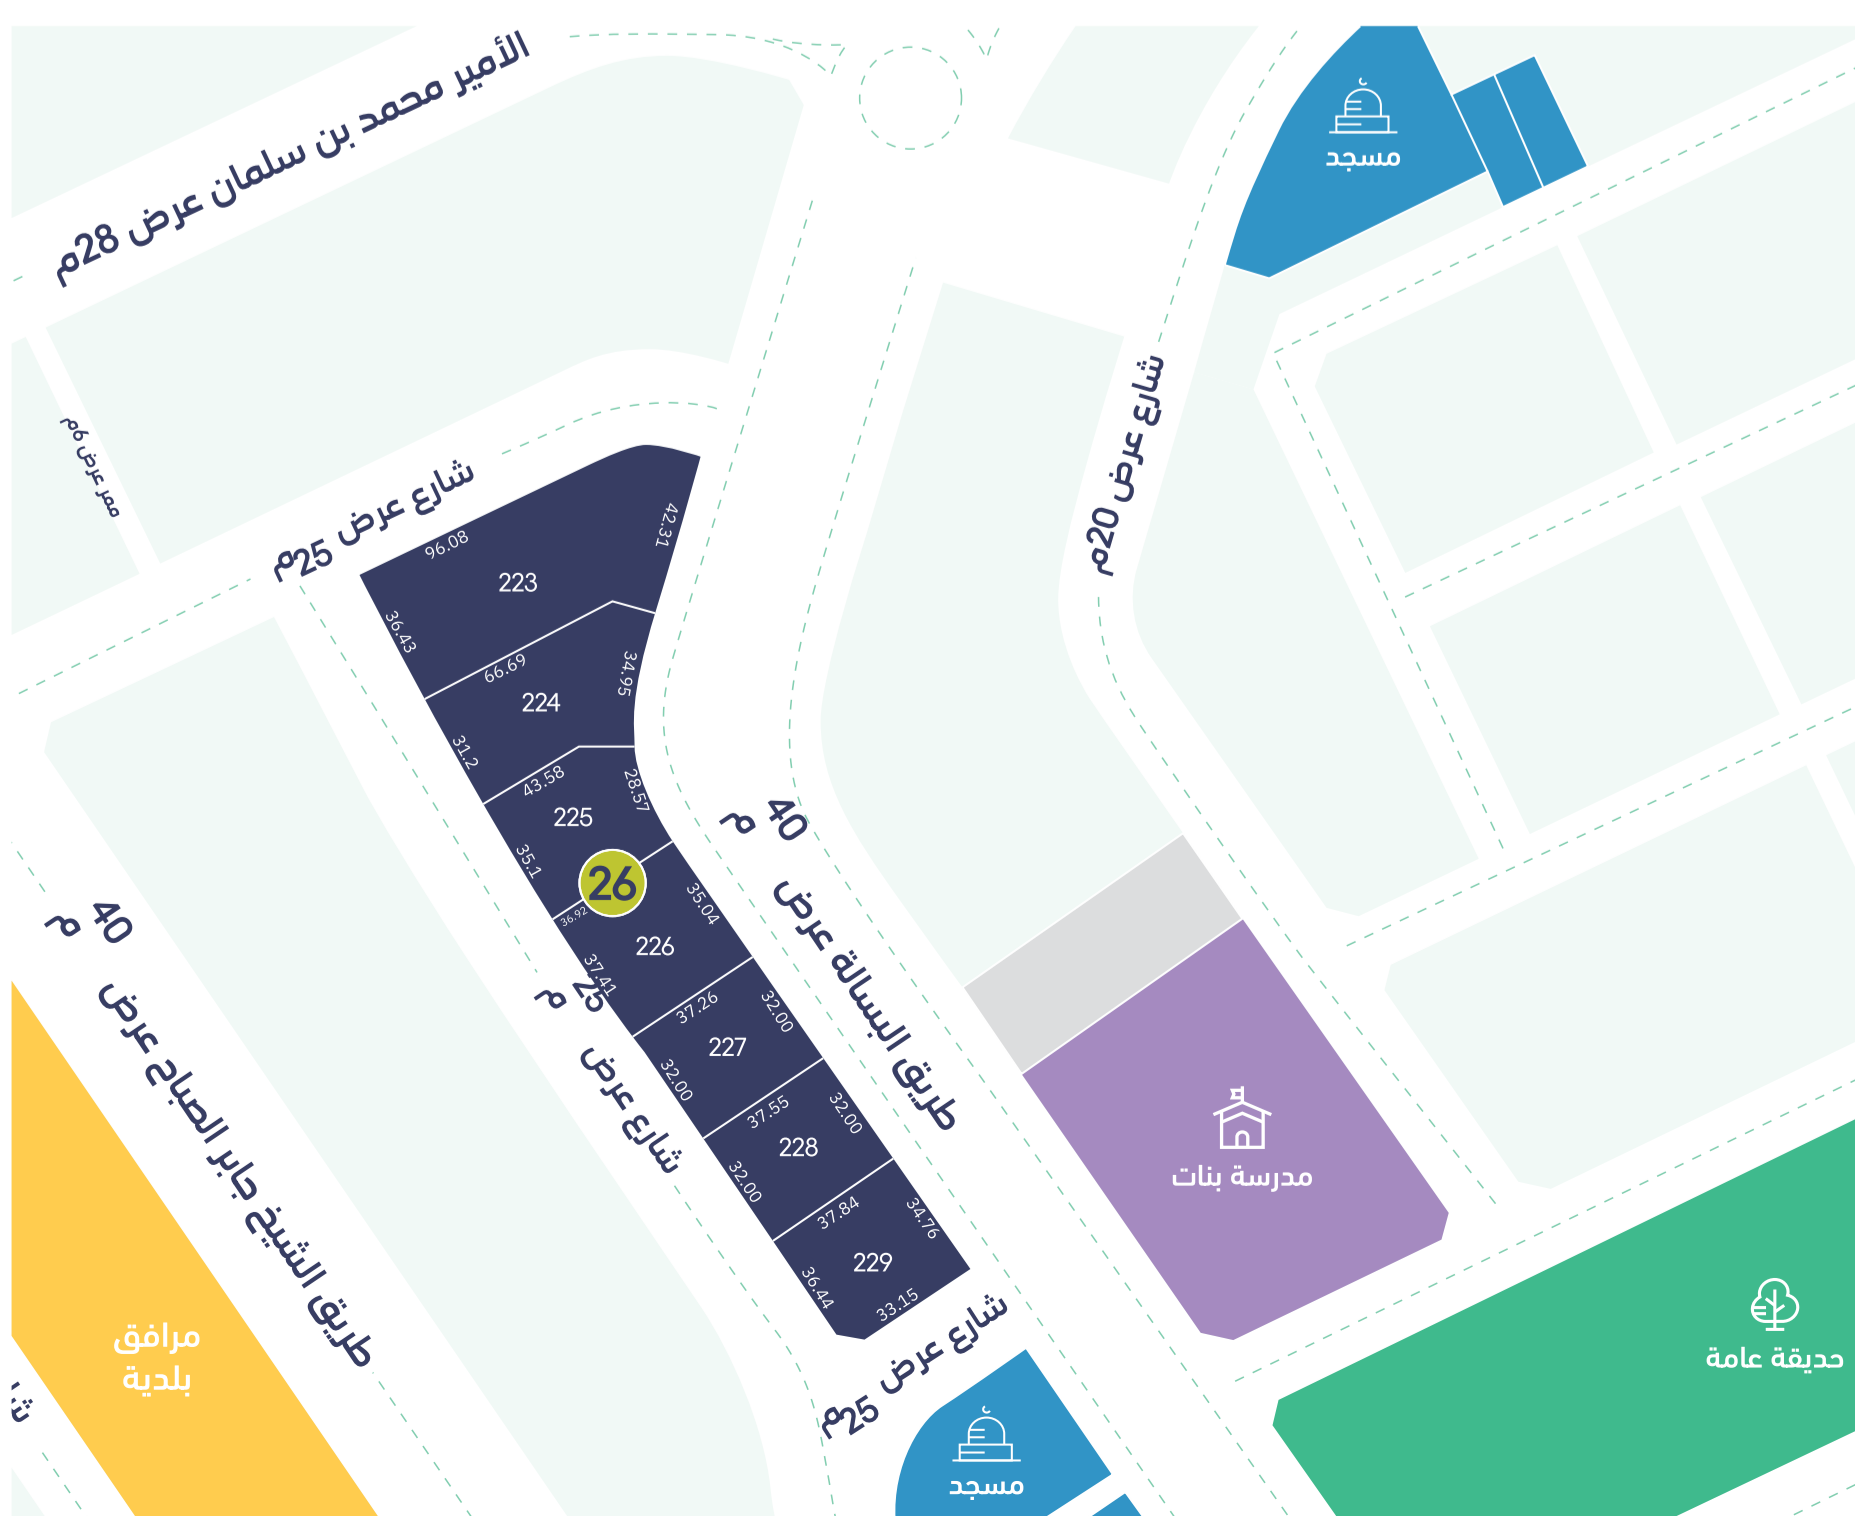 الأمير محمد بن سلمان عرض 28م
مسجد
ممر عرض 6م
شارع عرض 25م
شارع عرض 20م
96.08
42.31
223
36.43
66.69
34.95
224
31.2
43.58
28.57
225
35.1
26
36.92
35.04
226
37.41
37.26
32.00
227
32.00
37.55
32.00
228
32.00
37.84
34.76
229
36.44
33.15
طريق البسالة عرض 40 م
شارع عرض 25 م
طريق الشيخ جابر الصباح عرض 40 م
مدرسة بنات
حديقة عامة
مرافق
بلدية
شارع عرض 25م
مسجد